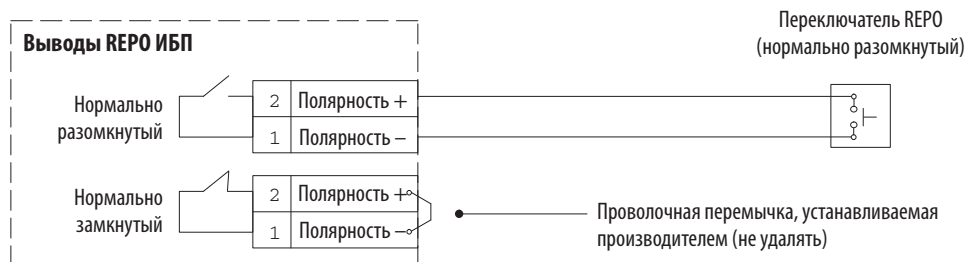 Переключатель REPO
(нормально разомкнутый)
Выводы REPO ИБП
Нормально
разомкнутый
2 Полярность +
1 Полярность –
Нормально
замкнутый
2 Полярность +
1 Полярность –
Проволочная перемычка, устанавливаемая
производителем (не удалять)